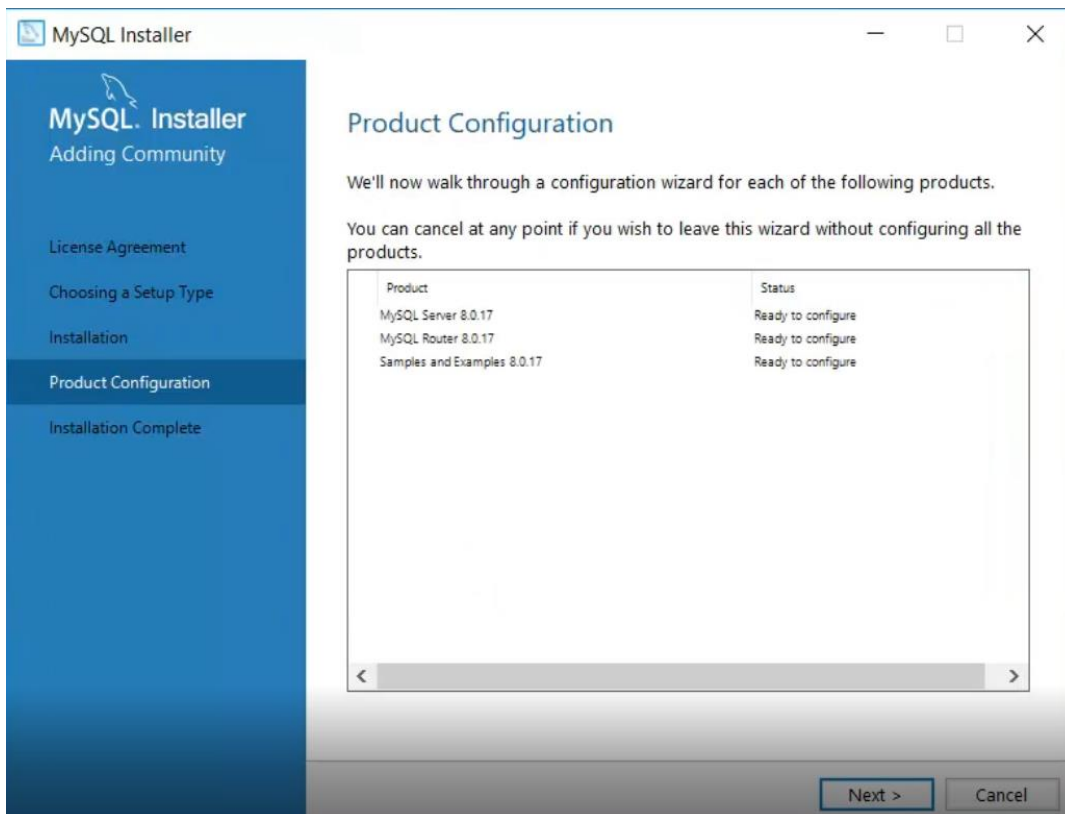 MySQL Installer
MySQL. Installer
Adding Community
License Agreement
Choosing a Setup Type
Installation
Product Configuration
Installation Complete
Product Configuration
We'll now walk through a configuration wizard for each of the following products.
You can cancel at any point if you wish to leave this wizard without configuring all the
products.
Product Status
MySQL Server 8.0.17 Ready to configure
MySQL Router 8.0.17 Ready to configure
Samples and Examples 8.0.17 Ready to configure
Next > Cancel